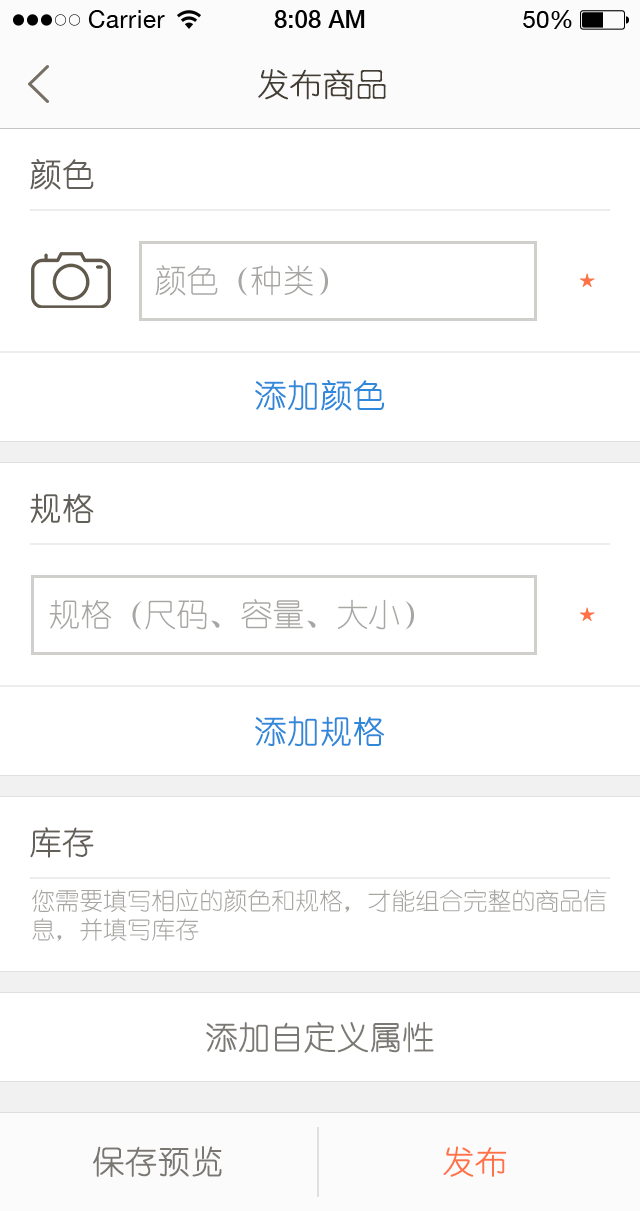 Carrier 8:08 AM 50%
发布商品
颜色
颜色（种类）
添加颜色
规格
规格（尺码、容量、大小）
添加规格
库存
您需要填写相应的颜色和规格，才能组合完整的商品信
息，并填写库存
添加自定义属性
保存预览 发布